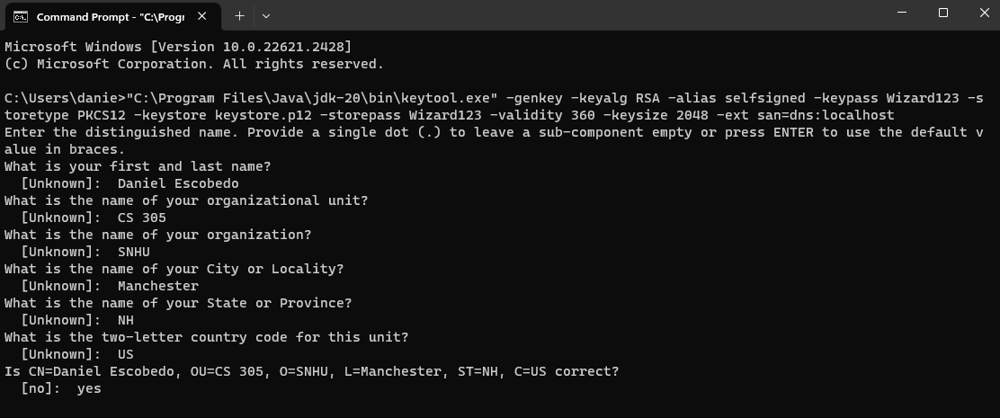 Command Prompt - "C:\Progr
Microsoft Windows [Version 10.0.22621.2428]
(c) Microsoft Corporation. All rights reserved.
C:\Users\danie>"C:\Program Files\Java\jdk-20\bin\keytool.exe" -genkey -keyalg RSA -alias selfsigned -keypass Wizard123 -s
toretype PKCS12 -keystore keystore.p12 -storepass Wizard123 -validity 360 -keysize 2048 -ext san=dns:localhost
Enter the distinguished name. Provide a single dot (.) to leave a sub-component empty or press ENTER to use the default v
alue in braces.
What is your first and last name?
  [Unknown]:  Daniel Escobedo
What is the name of your organizational unit?
  [Unknown]:  CS 305
What is the name of your organization?
  [Unknown]:  SNHU
What is the name of your City or Locality?
  [Unknown]:  Manchester
What is the name of your State or Province?
  [Unknown]:  NH
What is the two-letter country code for this unit?
  [Unknown]:  US
Is CN=Daniel Escobedo, OU=CS 305, O=SNHU, L=Manchester, ST=NH, C=US correct?
  [no]:  yes